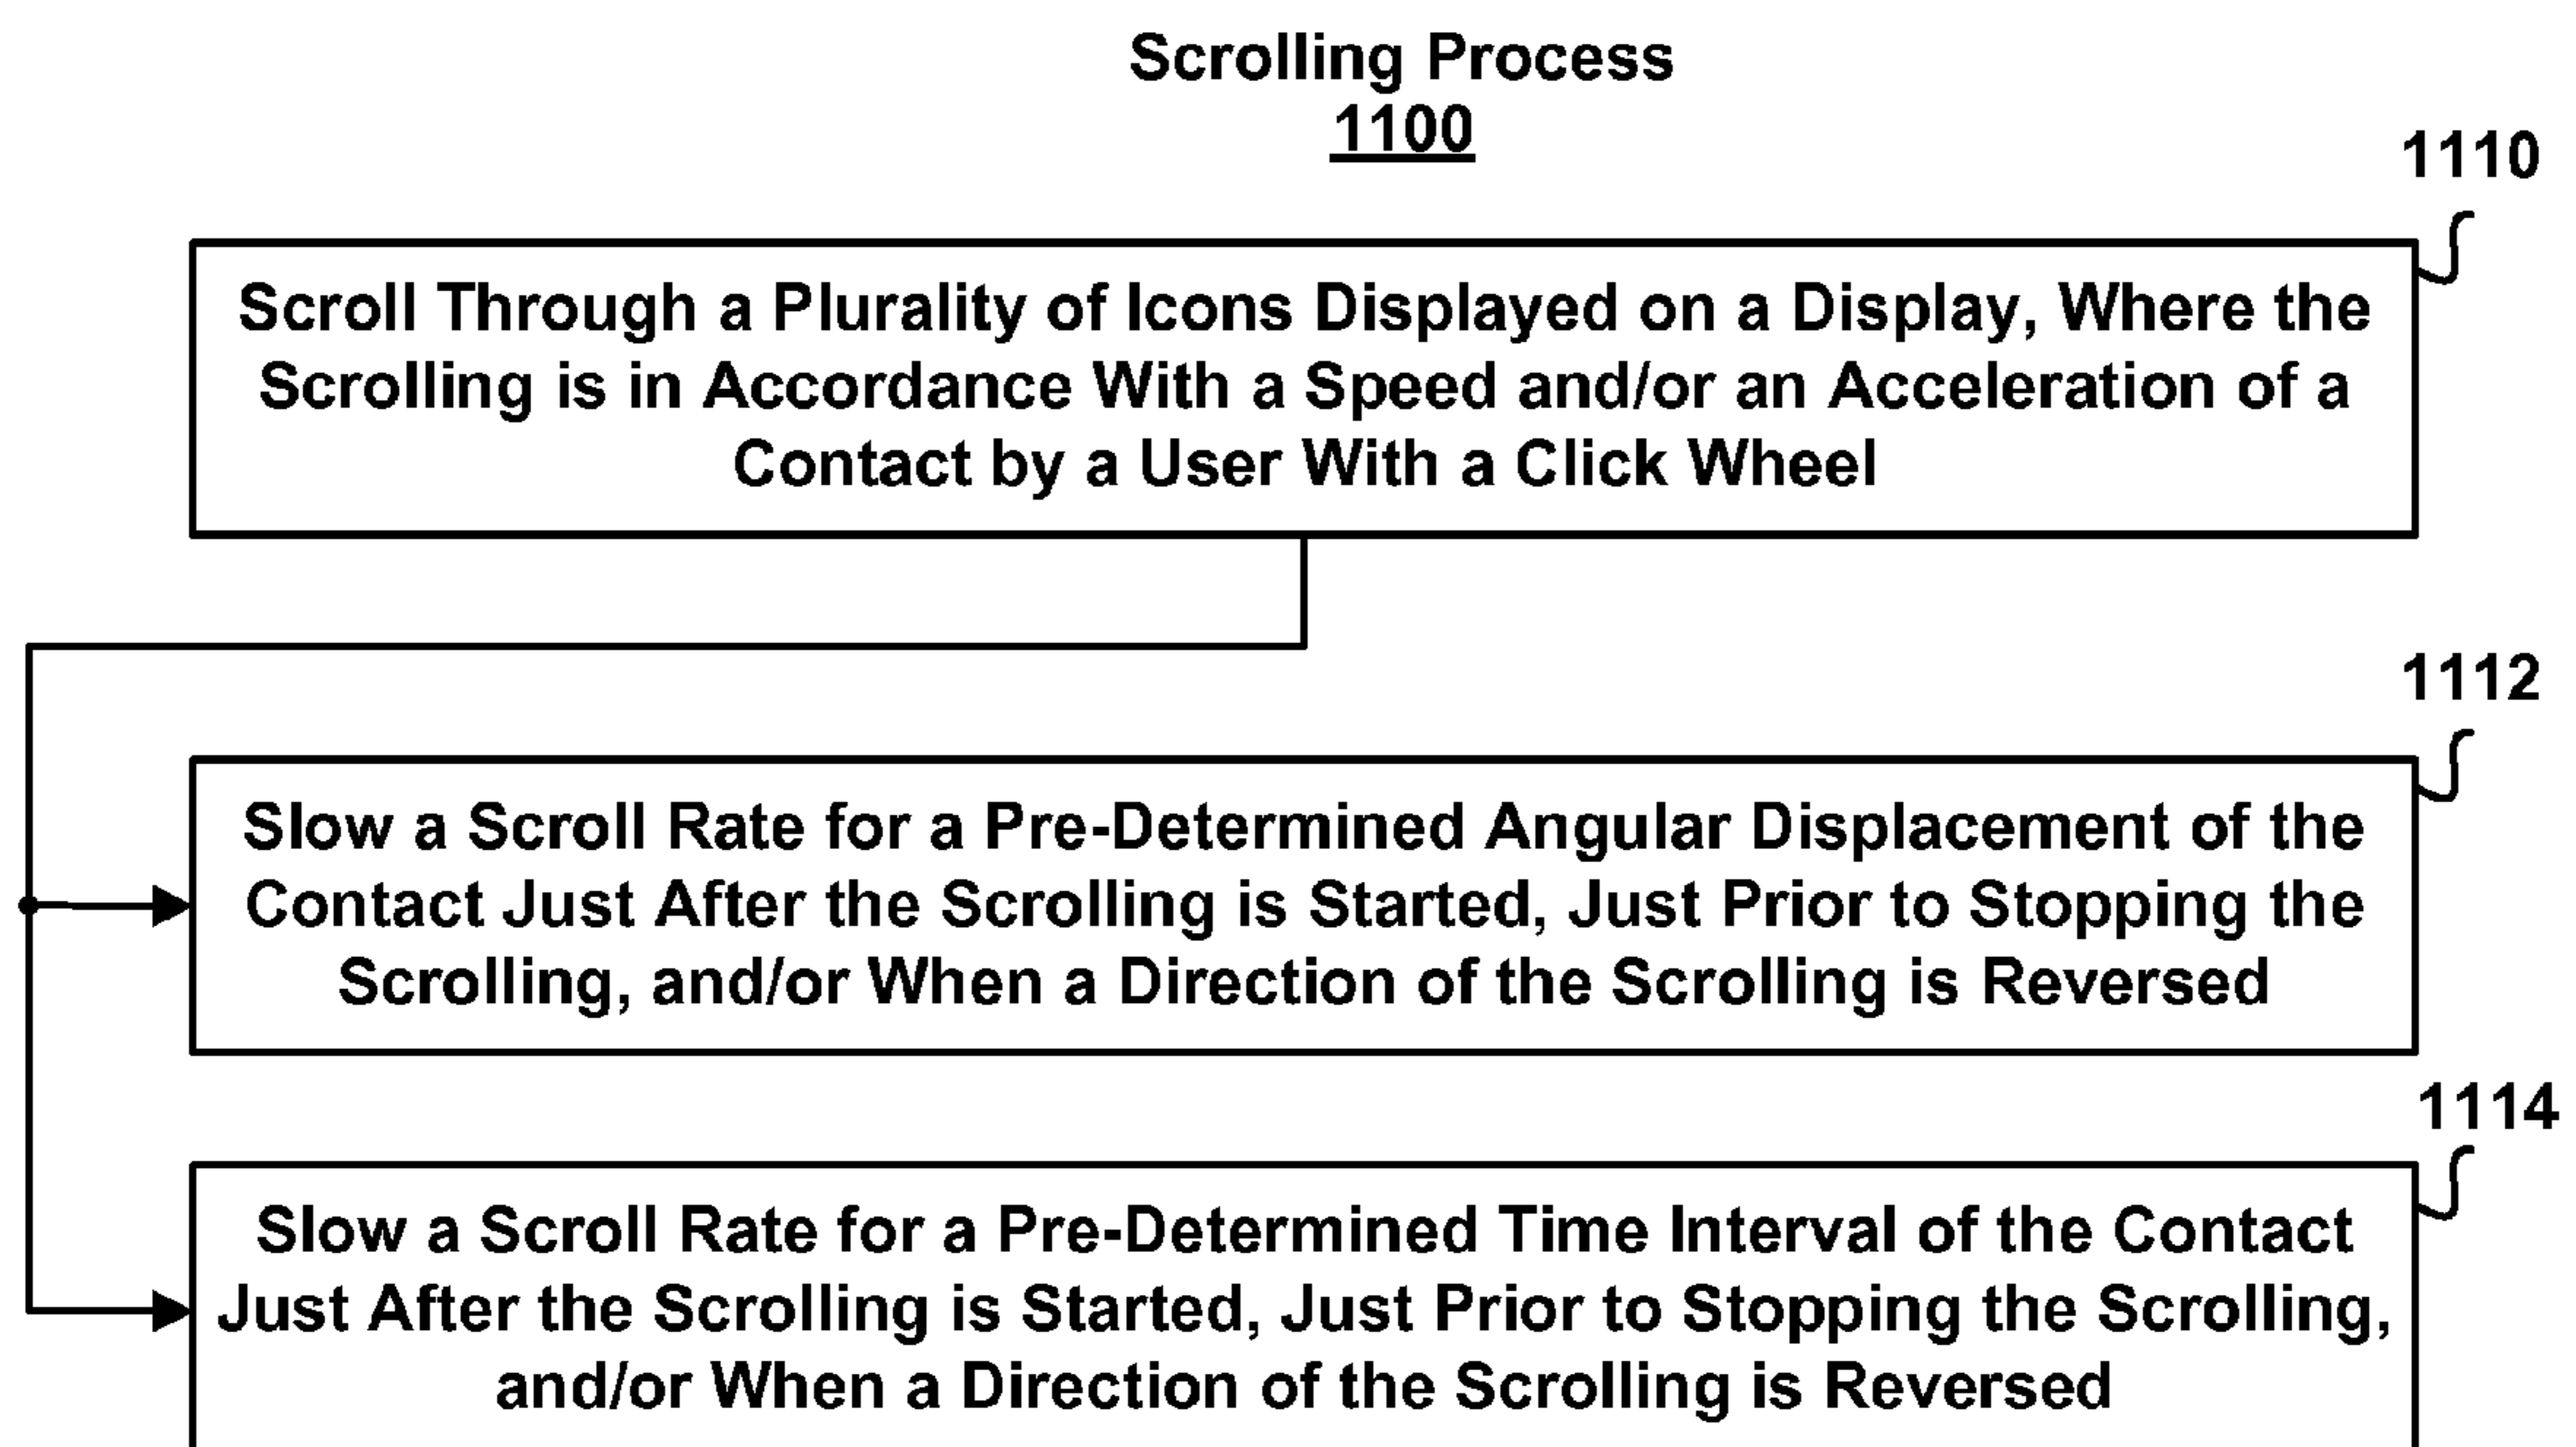 Scrolling Process
1100
1110
Scroll Through a Plurality of Icons Displayed on a Display, Where the
Scrolling is in Accordance With a Speed and/or an Acceleration of a
Contact by a User With a Click Wheel
1112
Slow a Scroll Rate for a Pre-Determined Angular Displacement of the
Contact Just After the Scrolling is Started, Just Prior to Stopping the
Scrolling, and/or When a Direction of the Scrolling is Reversed
1114
Slow a Scroll Rate for a Pre-Determined Time Interval of the Contact
Just After the Scrolling is Started, Just Prior to Stopping the Scrolling,
and/or When a Direction of the Scrolling is Reversed